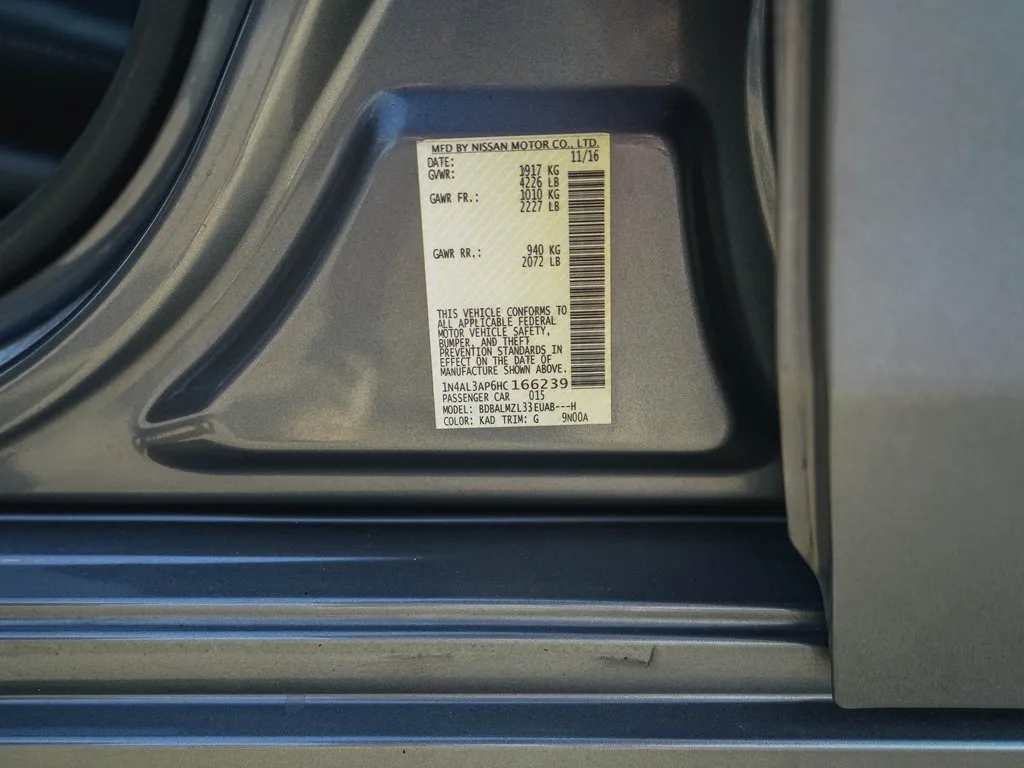 MFD BY NISSAN MOTOR CO., LTD.
DATE: 11/16
GVWR: 1917 KG
4226 LB
GAWR FR.: 1010 KG
2227 LB
GAWR RR.: 940 KG
2072 LB
THIS VEHICLE CONFORMS TO
ALL APPLICABLE FEDERAL
MOTOR VEHICLE SAFETY,
BUMPER, AND THEFT
PREVENTION STANDARDS IN
EFFECT ON THE DATE OF
MANUFACTURE SHOWN ABOVE.
1N4AL3AP6HC166239
PASSENGER CAR 015
MODEL: BDBALMZL33EUAB---H
COLOR: KAD TRIM: G 9N00A